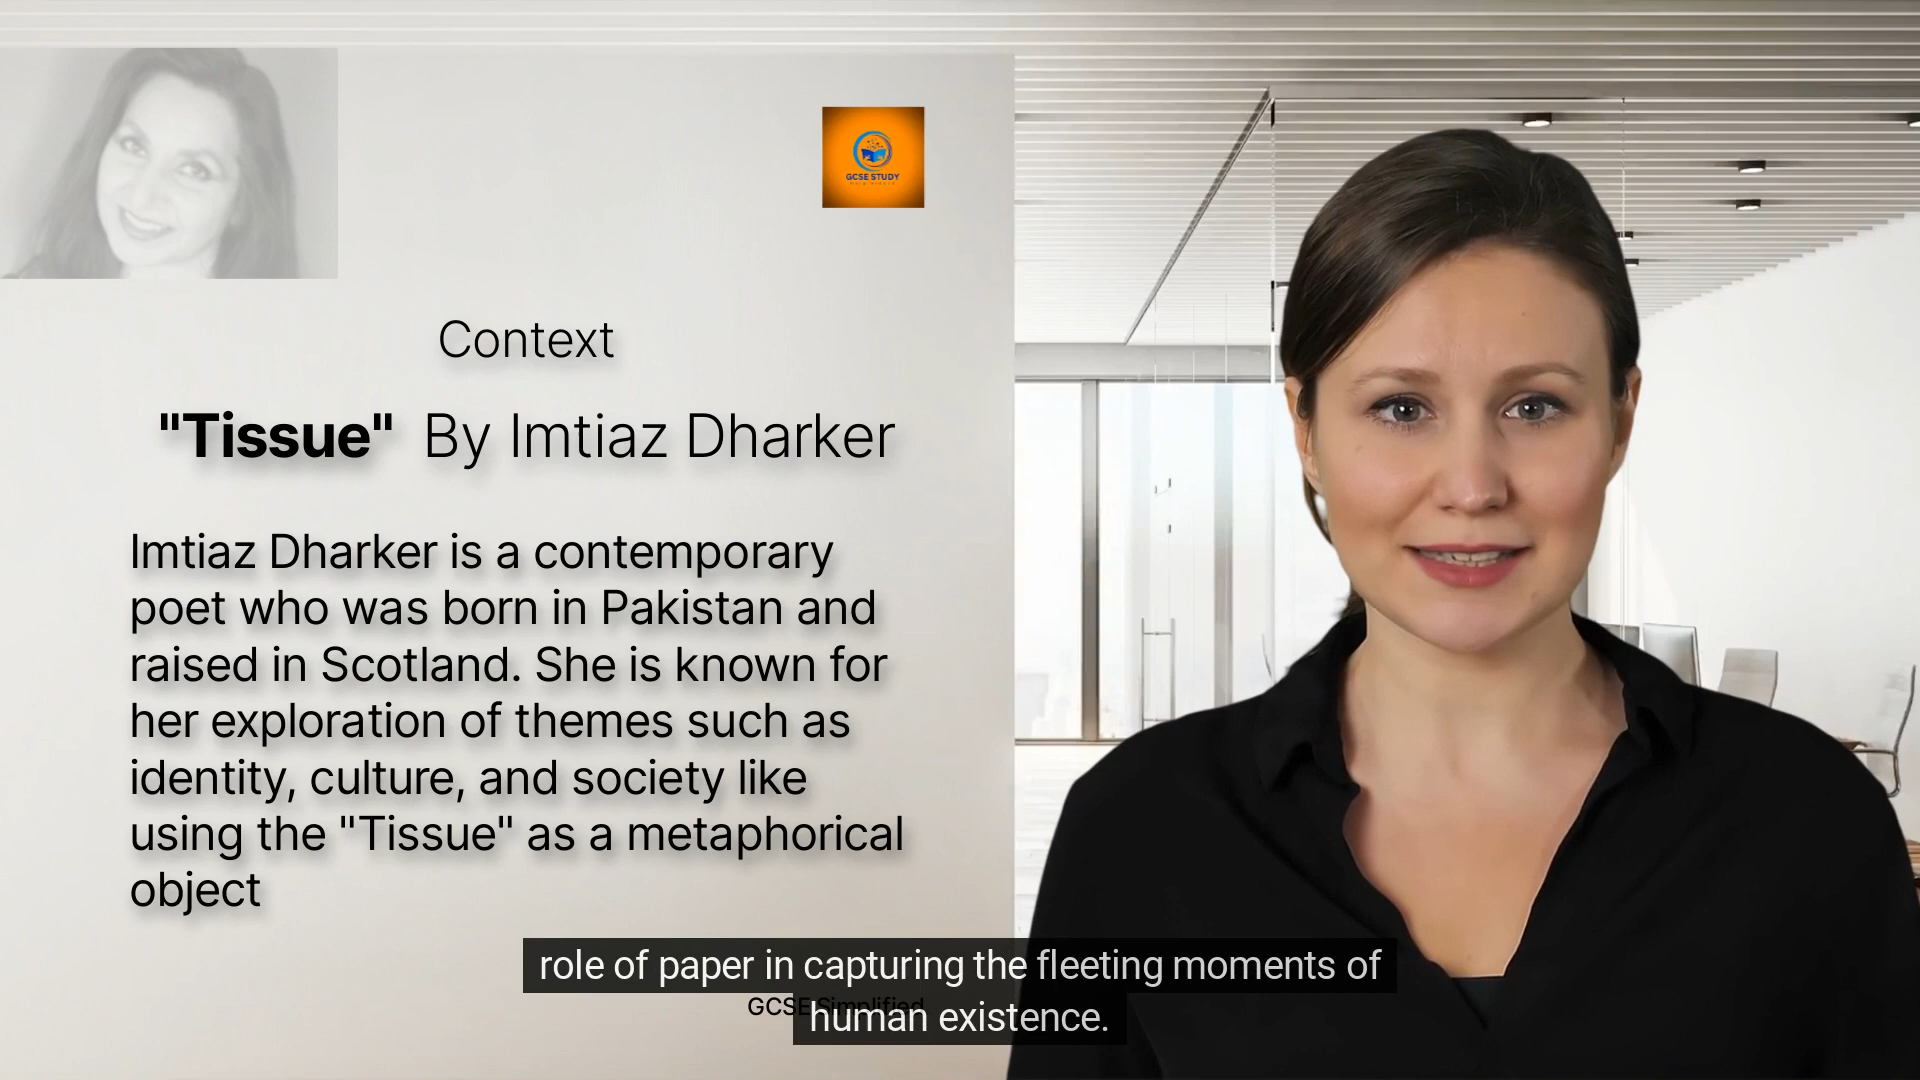 GCSE STUDY
Context
"Tissue" By Imtiaz Dharker
Imtiaz Dharker is a contemporary
poet who was born in Pakistan and
raised in Scotland. She is known for
her exploration of themes such as
identity, culture, and society like
using the "Tissue" as a metaphorical
object
role of paper in capturing the fleeting moments of
GCSE Simplified
human existence.